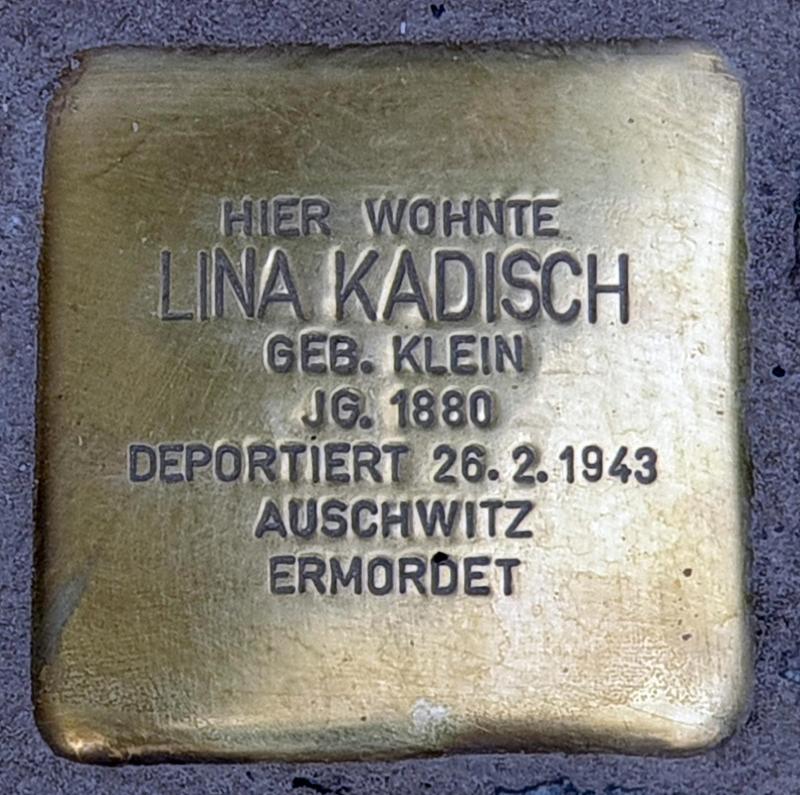 HIER WOHNTE
LINA KADISCH
GEB. KLEIN
JG. 1880
DEPORTIERT 26.2.1943
AUSCHWITZ
ERMORDET